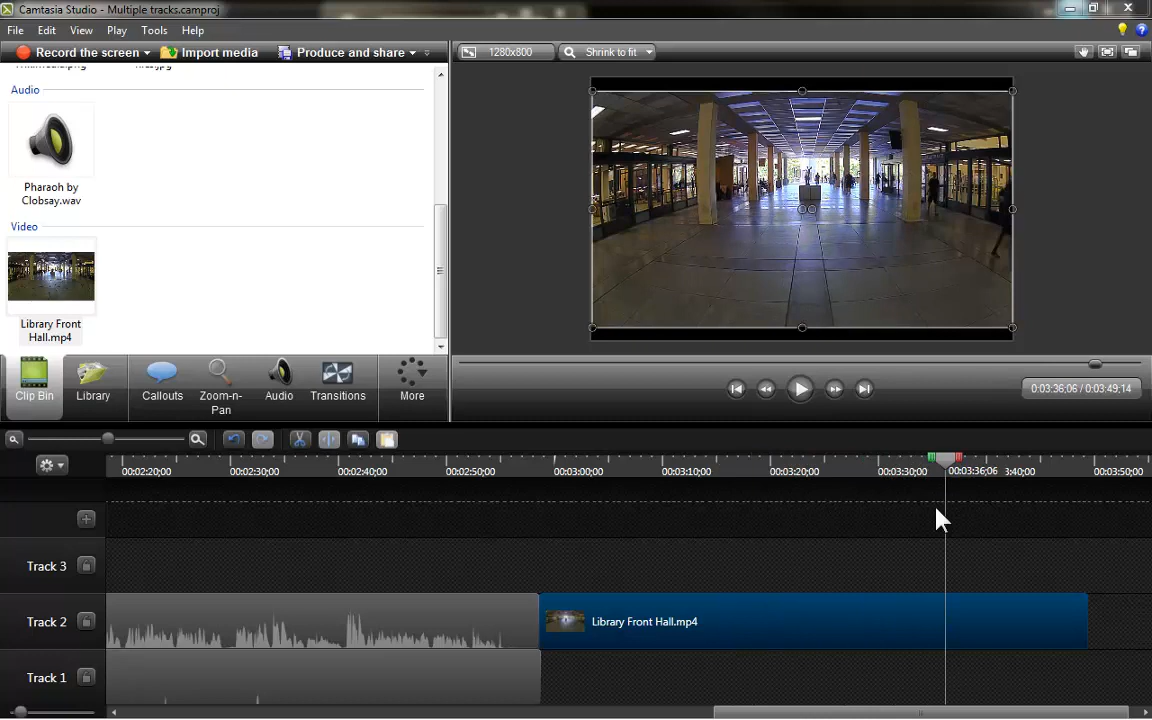 Camtasia Studio - Multiple tracks.camproj
File Edit View Play Tools Help
Record the screen Import media Produce and share
1280x800 Shrink to fit
Audio
Pharaoh by
Clobsay.wav
Video
Library Front
Hall.mp4
Clip Bin Library Callouts Zoom-n-
Pan Audio Transitions More
0:03:36;06 / 0:03:49;14
00:02:20;00 00:02:30;00 00:02:40;00 00:02:50;00 00:03:00;00 00:03:10;00 00:03:20;00 00:03:30;00 00:03:36;06 3:40;00 00:03:50;00
Track 3
Track 2
Library Front Hall.mp4
Track 1